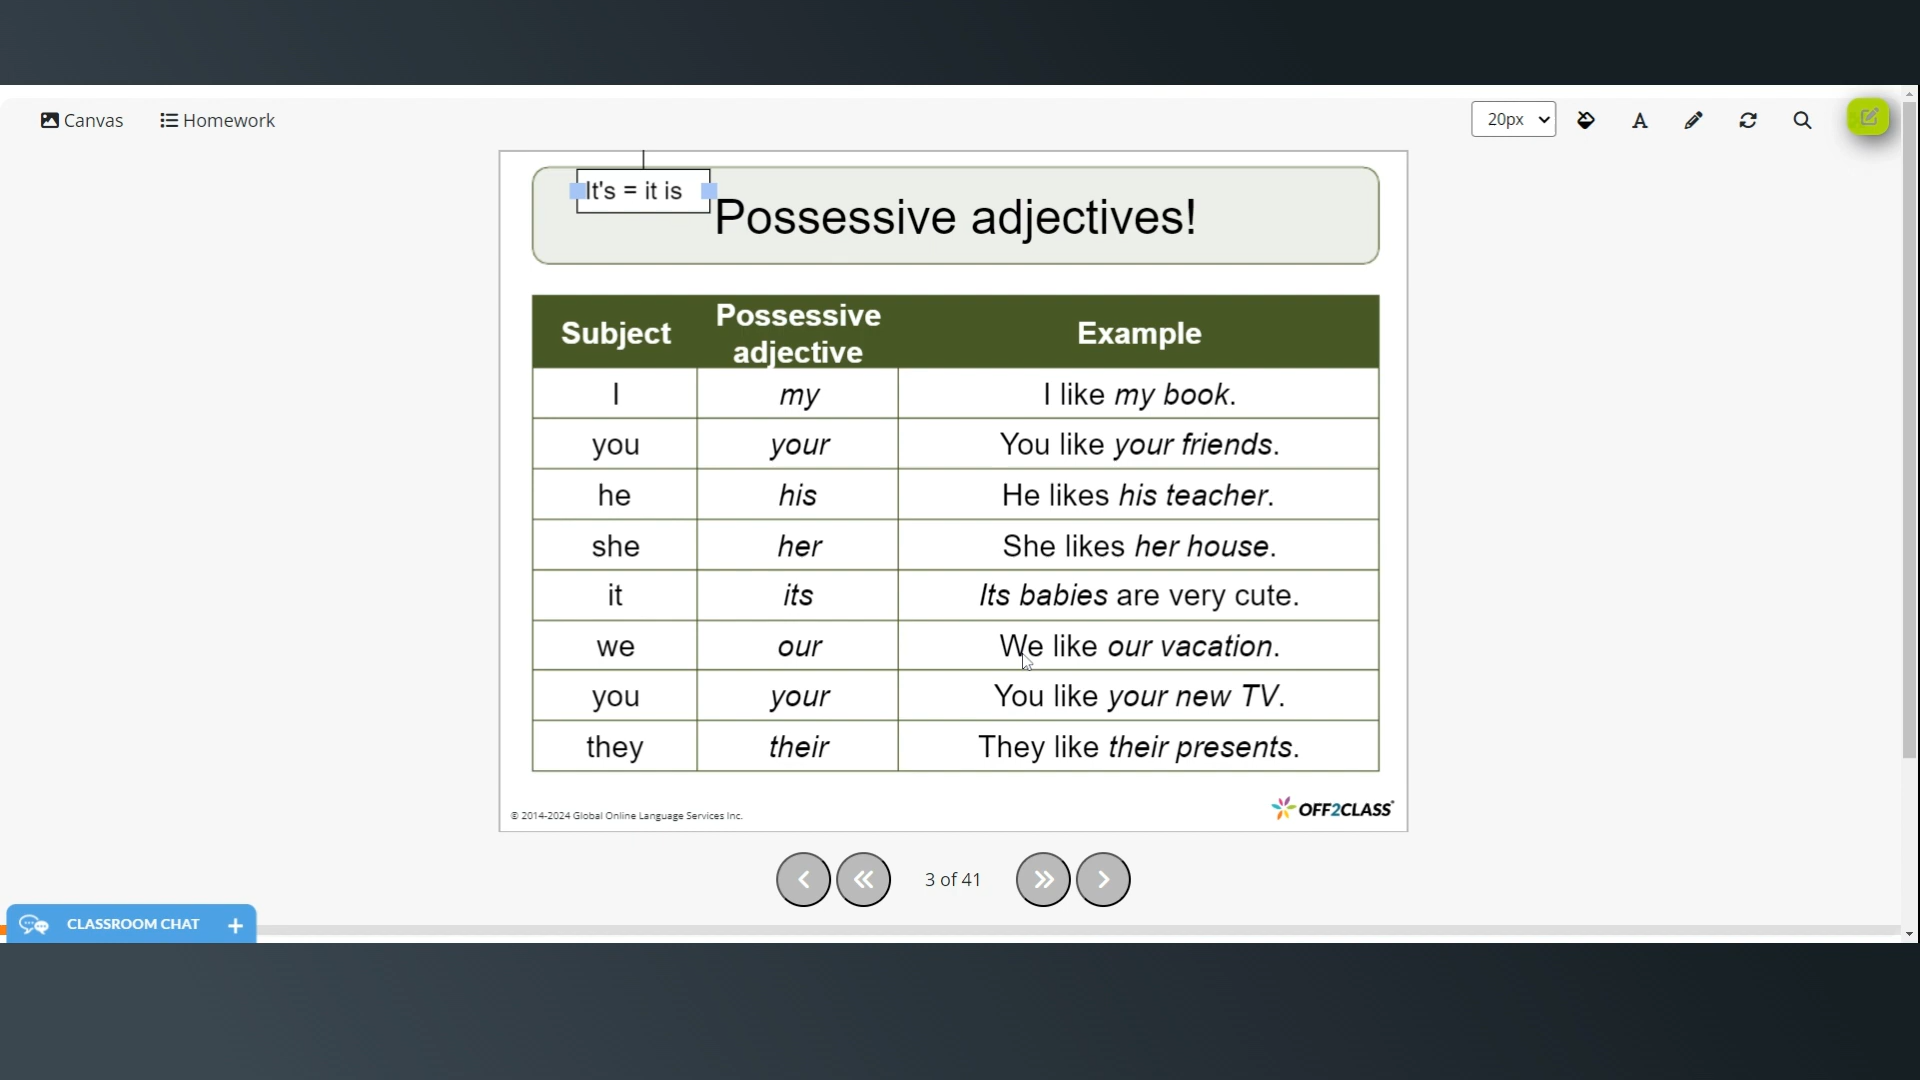 Canvas Homework 20px
It's = it is
Possessive adjectives!
Subject Possessive adjective Example
I my I like my book.
you your You like your friends.
he his He likes his teacher.
she her She likes her house.
it its Its babies are very cute.
we our We like our vacation.
you your You like your new TV.
they their They like their presents.
© 2014-2024 Global Online Language Services Inc. OFF2CLASS
3 of 41
CLASSROOM CHAT +